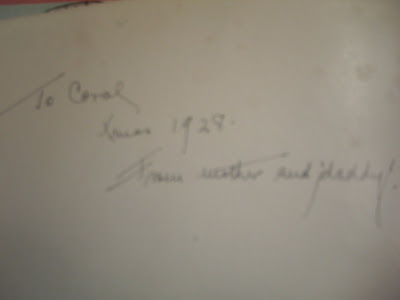 To Coral
Xmas 1928.
From mother and "daddy".